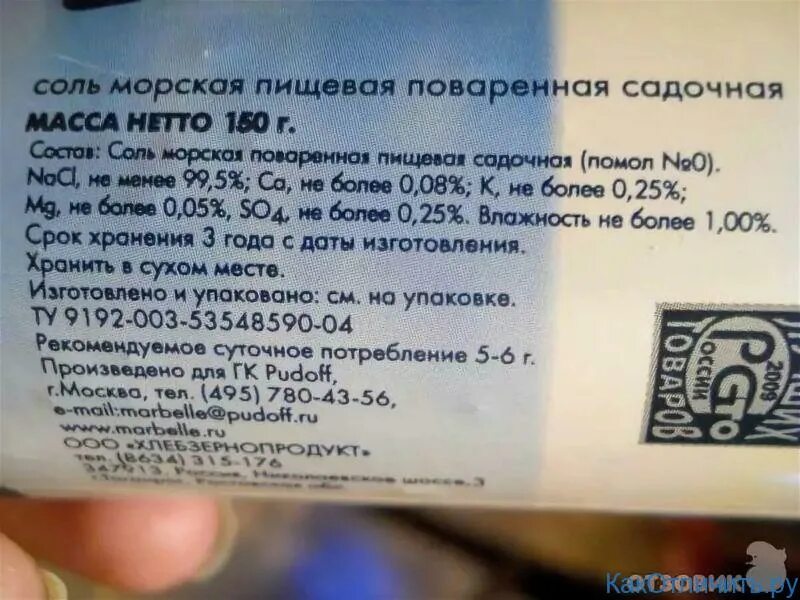 соль морская пищевая поваренная садочная
МАССА НЕТТО 150 г.
Состав: Соль морская поваренная пищевая садочная (помол №0).
NaCl, не менее 99,5%; Ca, не более 0,08%; K, не более 0,25%;
Mg, не более 0,05%, SO4, не более 0,25%. Влажность не более 1,00%.
Срок хранения 3 года с даты изготовления.
Хранить в сухом месте.
Изготовлено и упаковано: см. на упаковке.
ТУ 9192-003-53548590-04
Рекомендуемое суточное потребление 5-6 г.
Произведено для ГК Pudoff,
г.Москва, тел. (495) 780-43-56,
e-mail:marbelle@pudoff.ru
www.marbelle.ru
ООО «ХЛЕБЗЕРНОПРОДУКТ»
тел. (8634) 315-176
347913, Россия, Николаевское шоссе,3
ТОВАРОВ
РОССИИ
2009